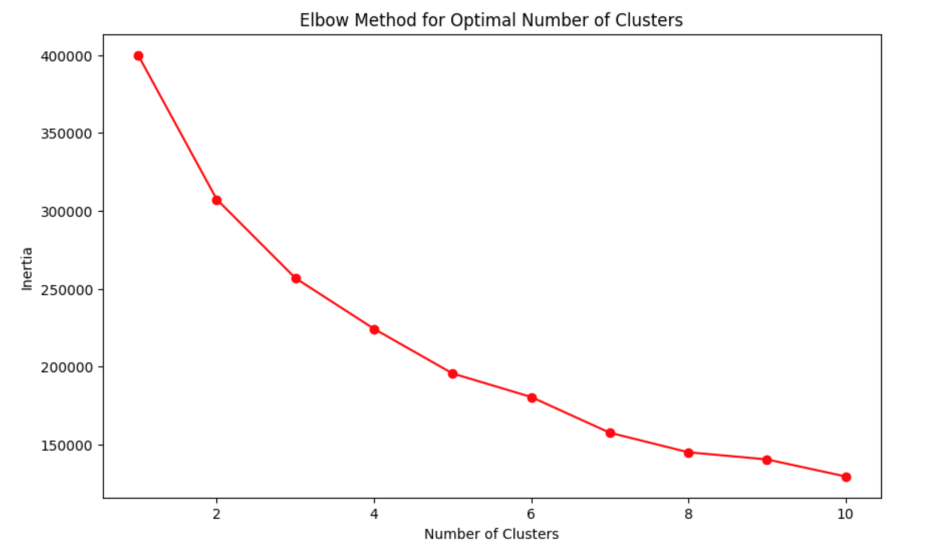 Elbow Method for Optimal Number of Clusters
400000
350000
300000
250000
200000
150000
Inertia
2 4 6 8 10
Number of Clusters